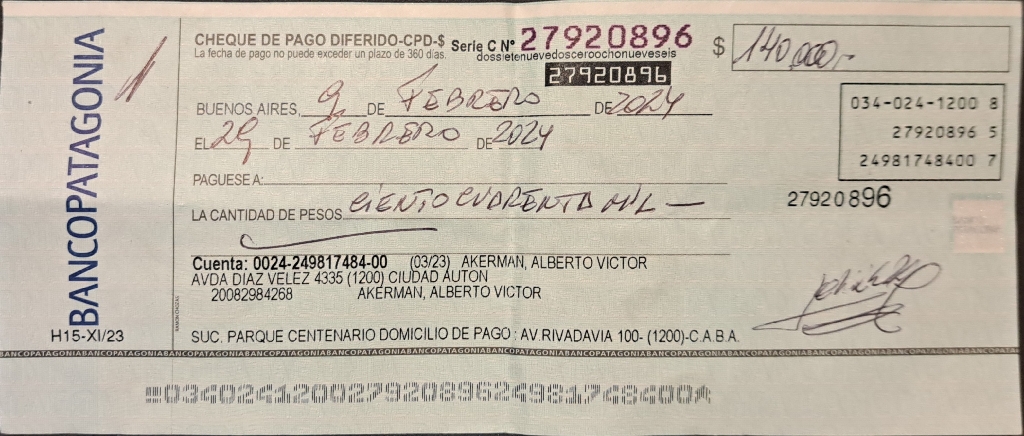 BANCOPATAGONIA
H15-XI/23
CHEQUE DE PAGO DIFERIDO-CPD-$ Serie C Nº 27920896 $ 140.000.-
La fecha de pago no puede exceder un plazo de 360 días. dossietenuevedosceroochonueveseis
27920896
BUENOS AIRES, 9 DE FEBRERO DE 2024
EL 29 DE FEBRERO DE 2024
034-024-1200 8
27920896 5
24981748400 7
PAGUESE A:
27920896
LA CANTIDAD DE PESOS CIENTO CUARENTA MIL —
Cuenta: 0024-249817484-00 (03/23) AKERMAN, ALBERTO VICTOR
AVDA DIAZ VELEZ 4335 (1200) CIUDAD AUTON
20082984268 AKERMAN, ALBERTO VICTOR
SUC. PARQUE CENTENARIO DOMICILIO DE PAGO : AV.RIVADAVIA 100- (1200)-C.A.B.A.
BANCOPATAGONIABANCOPATAGONIABANCOPATAGONIABANCOPATAGONIABANCOPATAGONIABANCOPATAGONIABANCOPATAGONIABANCOPATAGONIABANCOPATAGONIABANCOPATAGONIA
03402412002792089624981748400